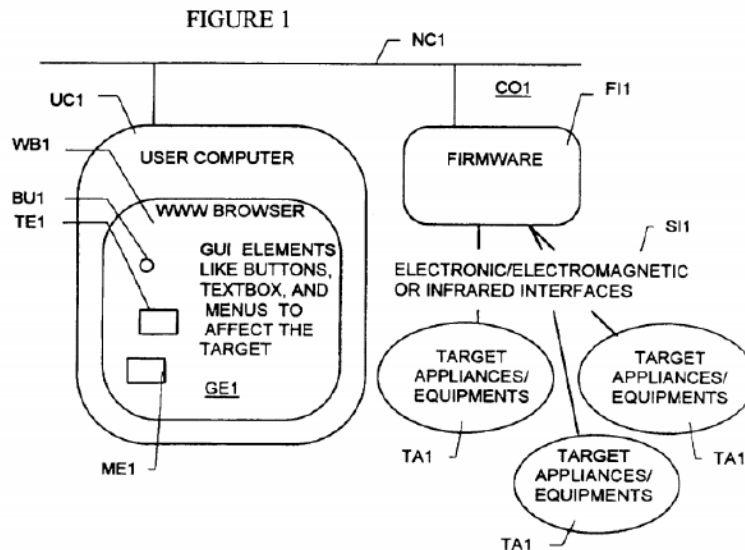 FIGURE 1
NC1
UC1
CO1
FI1
WB1
USER COMPUTER
FIRMWARE
BU1
TE1
WWW BROWSER
GUI ELEMENTS
LIKE BUTTONS,
TEXTBOX, AND
MENUS TO
AFFECT THE
TARGET
GE1
ME1
SI1
ELECTRONIC/ELECTROMAGNETIC
OR INFRARED INTERFACES
TARGET
APPLIANCES/
EQUIPMENTS
TA1
TARGET
APPLIANCES/
EQUIPMENTS
TA1
TARGET
APPLIANCES/
EQUIPMENTS
TA1